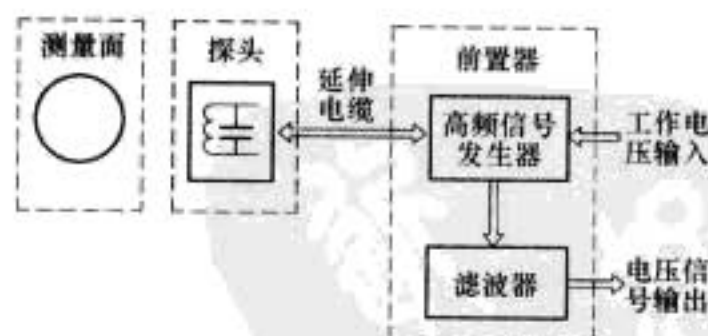 测量面
探头
延伸
电缆
前置器
高频信号
发生器
工作电
压输入
滤波器
电压信
号输出